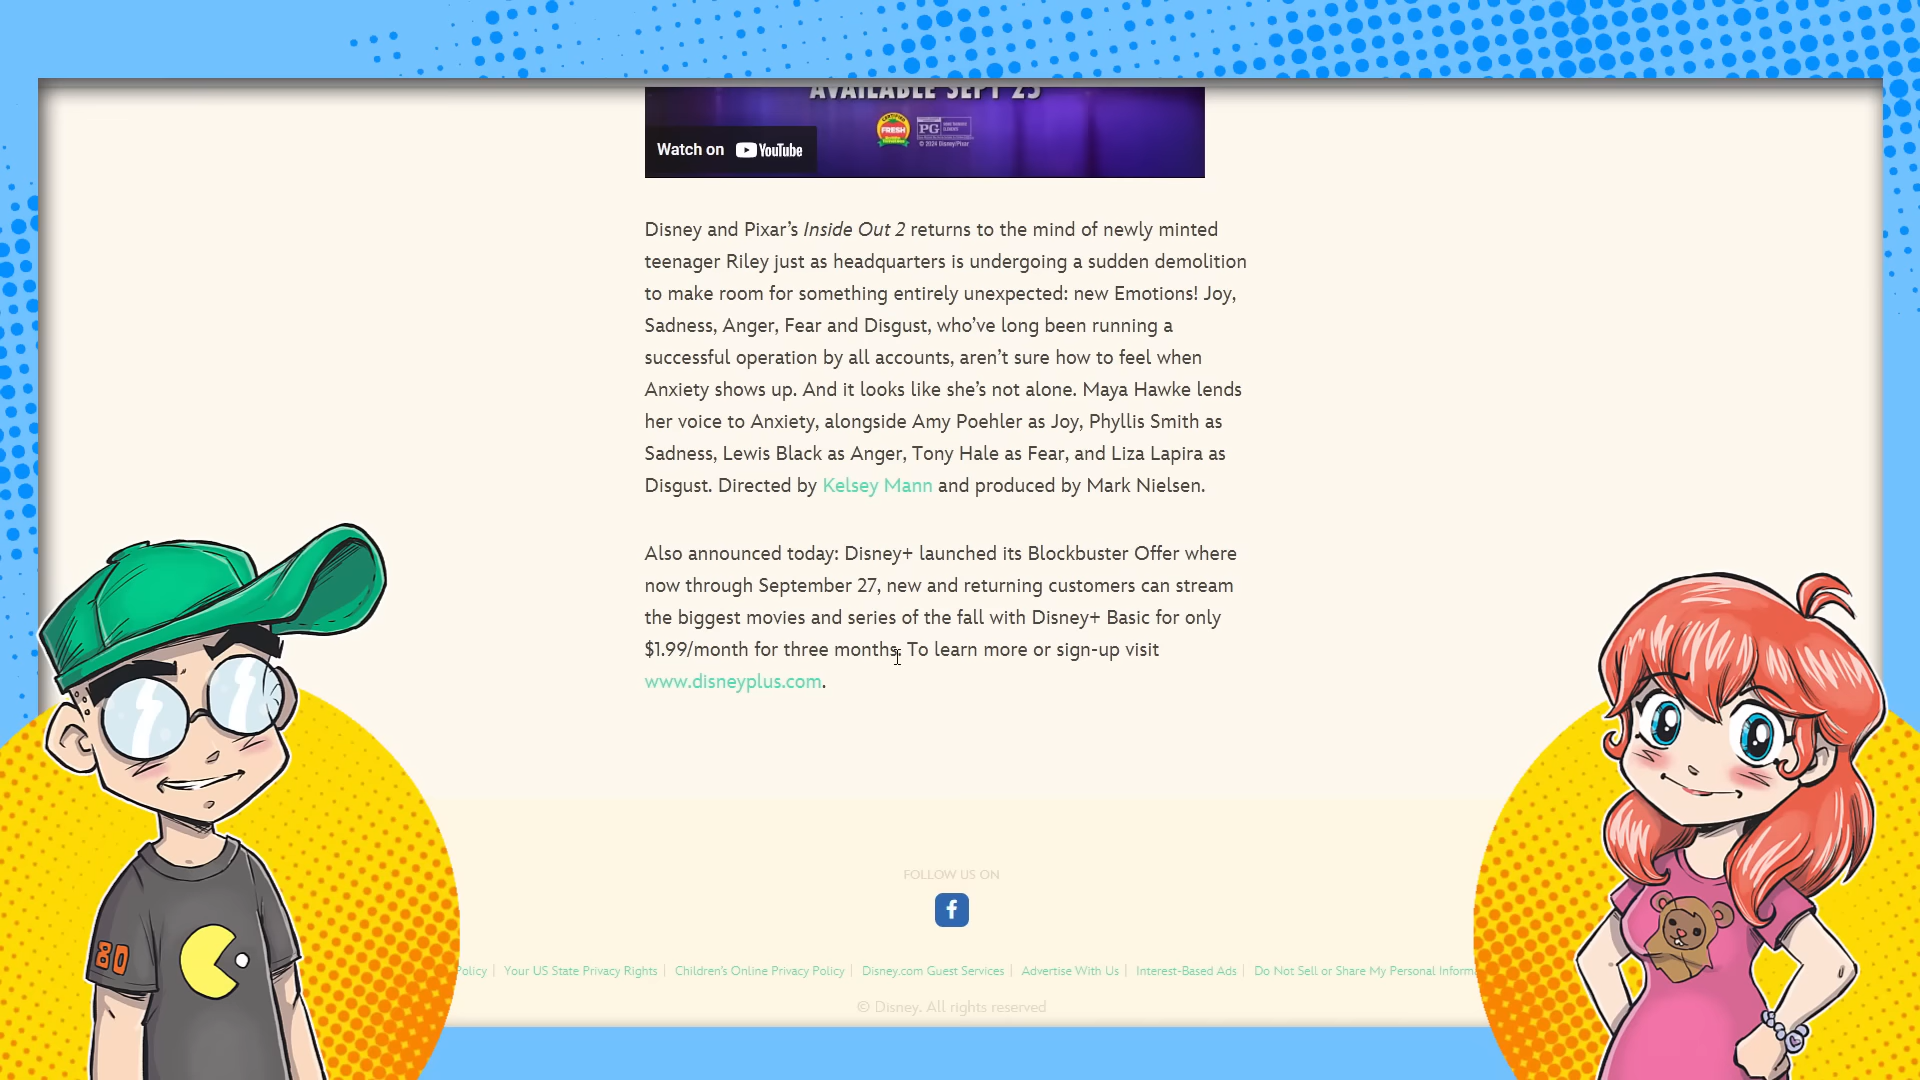 AVAILABLE SEPT 25
CERTIFIED
FRESH
PG
© 2024 Disney/Pixar
Watch on YouTube
Disney and Pixar’s Inside Out 2 returns to the mind of newly minted
teenager Riley just as headquarters is undergoing a sudden demolition
to make room for something entirely unexpected: new Emotions! Joy,
Sadness, Anger, Fear and Disgust, who’ve long been running a
successful operation by all accounts, aren’t sure how to feel when
Anxiety shows up. And it looks like she’s not alone. Maya Hawke lends
her voice to Anxiety, alongside Amy Poehler as Joy, Phyllis Smith as
Sadness, Lewis Black as Anger, Tony Hale as Fear, and Liza Lapira as
Disgust. Directed by Kelsey Mann and produced by Mark Nielsen.
Also announced today: Disney+ launched its Blockbuster Offer where
now through September 27, new and returning customers can stream
the biggest movies and series of the fall with Disney+ Basic for only
$1.99/month for three months. To learn more or sign-up visit
www.disneyplus.com.
FOLLOW US ON
f
Policy | Your US State Privacy Rights | Children's Online Privacy Policy | Disney.com Guest Services | Advertise With Us | Interest-Based Ads | Do Not Sell or Share My Personal Inform
© Disney. All rights reserved
80